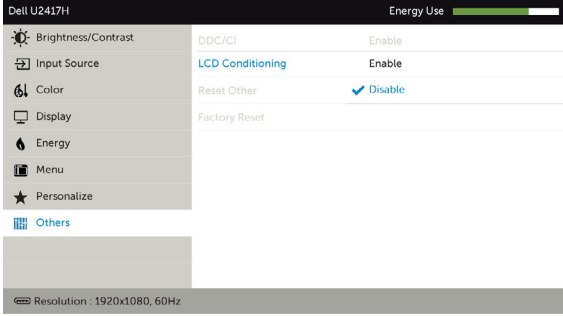 Dell U2417H Energy Use
Brightness/Contrast DDC/CI Enable
Input Source LCD Conditioning Enable
Color Reset Other Disable
Display Factory Reset
Energy
Menu
Personalize
Others
Resolution : 1920x1080, 60Hz